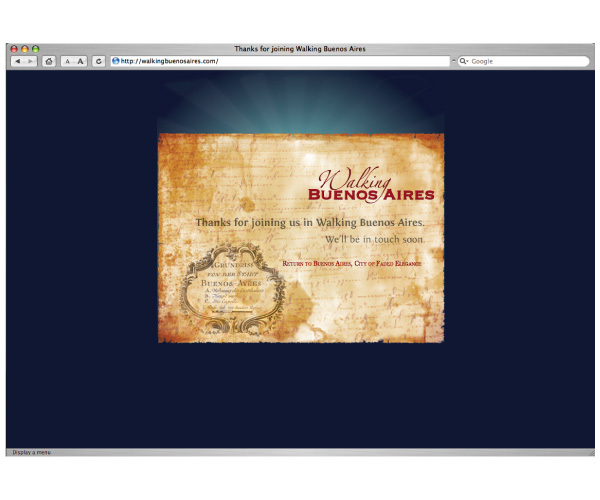 Thanks for joining Walking Buenos Aires
A A
http://walkingbuenosaires.com/
Google
Walking
BUENOS AIRES
Thanks for joining us in Walking Buenos Aires.
We'll be in touch soon.
RETURN TO BUENOS AIRES, CITY OF FADED ELEGANCE
GRUNDRISS
VON DER STADT
BUENOS-AYRES
Display a menu